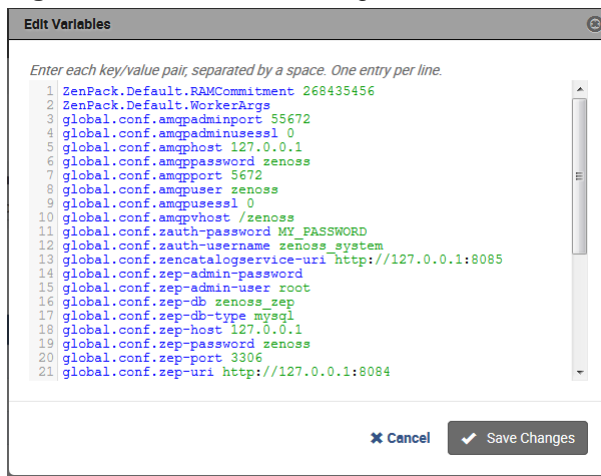 Edit Variables
Enter each key/value pair, separated by a space. One entry per line.
1 ZenPack.Default.RAMCommitment 268435456
2 ZenPack.Default.WorkerArgs
3 global.conf.amqpadminport 55672
4 global.conf.amqpadminusessl 0
5 global.conf.amqphost 127.0.0.1
6 global.conf.amqppassword zenoss
7 global.conf.amqpport 5672
8 global.conf.amqpuser zenoss
9 global.conf.amqpusessl 0
10 global.conf.amqpvhost /zenoss
11 global.conf.zauth-password MY_PASSWORD
12 global.conf.zauth-username zenoss_system
13 global.conf.zencatalogservice-uri http://127.0.0.1:8085
14 global.conf.zep-admin-password
15 global.conf.zep-admin-user root
16 global.conf.zep-db zenoss_zep
17 global.conf.zep-db-type mysql
18 global.conf.zep-host 127.0.0.1
19 global.conf.zep-password zenoss
20 global.conf.zep-port 3306
21 global.conf.zep-uri http://127.0.0.1:8084
Cancel
Save Changes